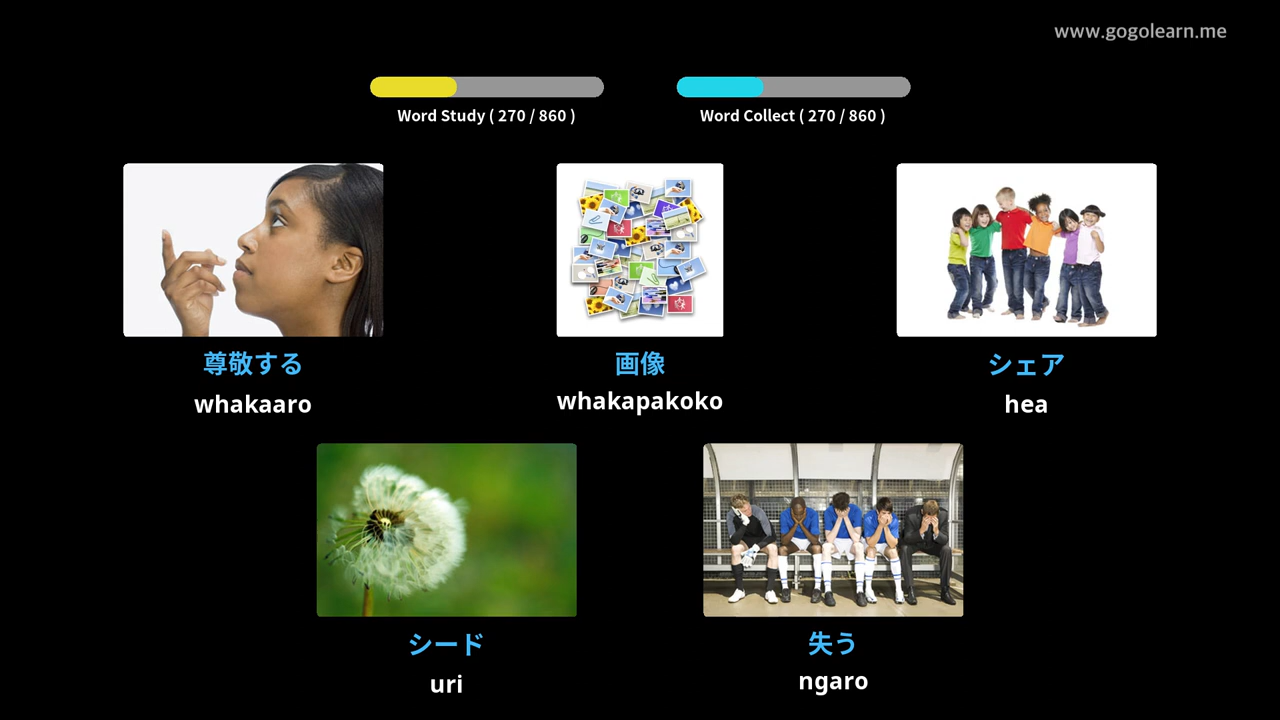 www.gogolearn.me
Word Study ( 270 / 860 )
Word Collect ( 270 / 860 )
尊敬する
whakaaro
画像
whakapakoko
シェア
hea
シード
uri
失う
ngaro